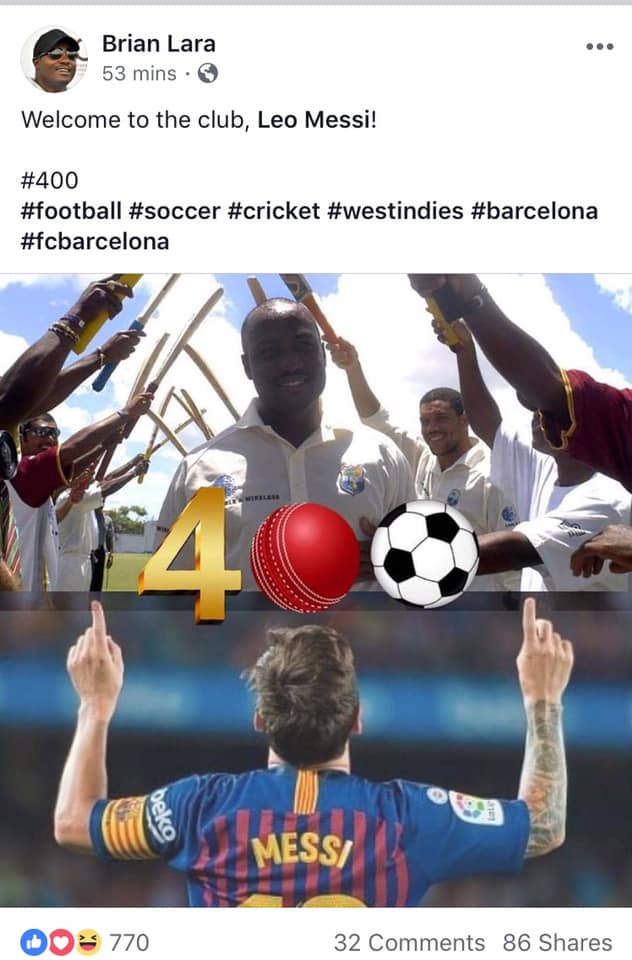 Brian Lara
53 mins ·
Welcome to the club, Leo Messi!
#400
#football #soccer #cricket #westindies #barcelona
#fcbarcelona
WIRELESS
4
beko
MESSI
770
32 Comments 86 Shares